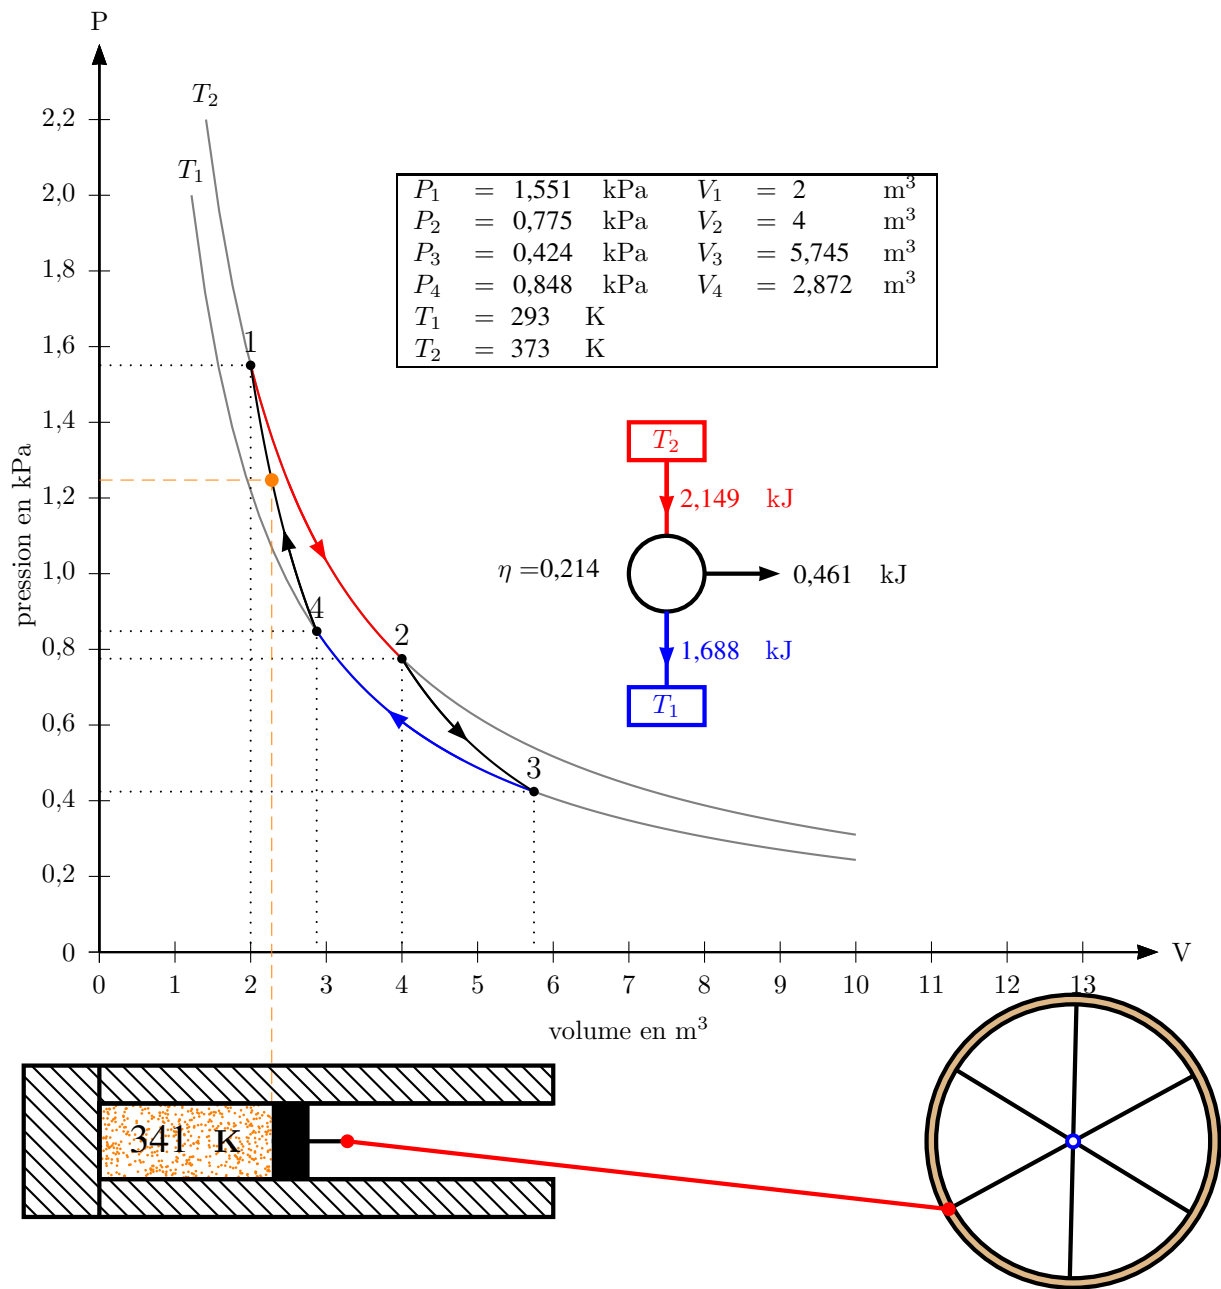 P
T₂
2,2
T₁
2,0
1,8
1,6
1,4
1,2
1,0
0,8
0,6
0,4
0,2
0
pression en kPa
P₁ = 1,551 kPa V₁ = 2 m³
P₂ = 0,775 kPa V₂ = 4 m³
P₃ = 0,424 kPa V₃ = 5,745 m³
P₄ = 0,848 kPa V₄ = 2,872 m³
T₁ = 293 K
T₂ = 373 K
1
4
2
3
T₂
2,149 kJ
η =0,214
0,461 kJ
1,688 kJ
T₁
V
0 1 2 3 4 5 6 7 8 9 10 11 12 13
volume en m³
341 K